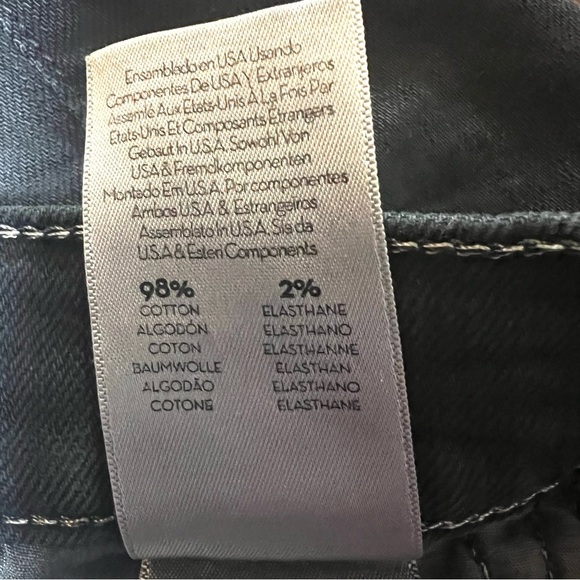 Ensamblado en USA Usando
Componentes De USA Y Extranjeros
Assemlé Aux Etats-Unis A La Fois Par
Etats-Unis Et Composants Etrangers
Gebaut In U.S.A. Sowohl Von
USA & Fremdkomponenten
Montado Em U.S.A. Por componentes
Ambos U.S.A & Estrangeiros
Assemblato In U.S.A. Sis da
U.S.A & Esteri Components
98% 2%
COTTON ELASTHANE
ALGODÓN ELASTHANO
COTON ELASTHANNE
BAUMWOLLE ELASTHAN
ALGODÃO ELASTHANO
COTONE ELASTHANE